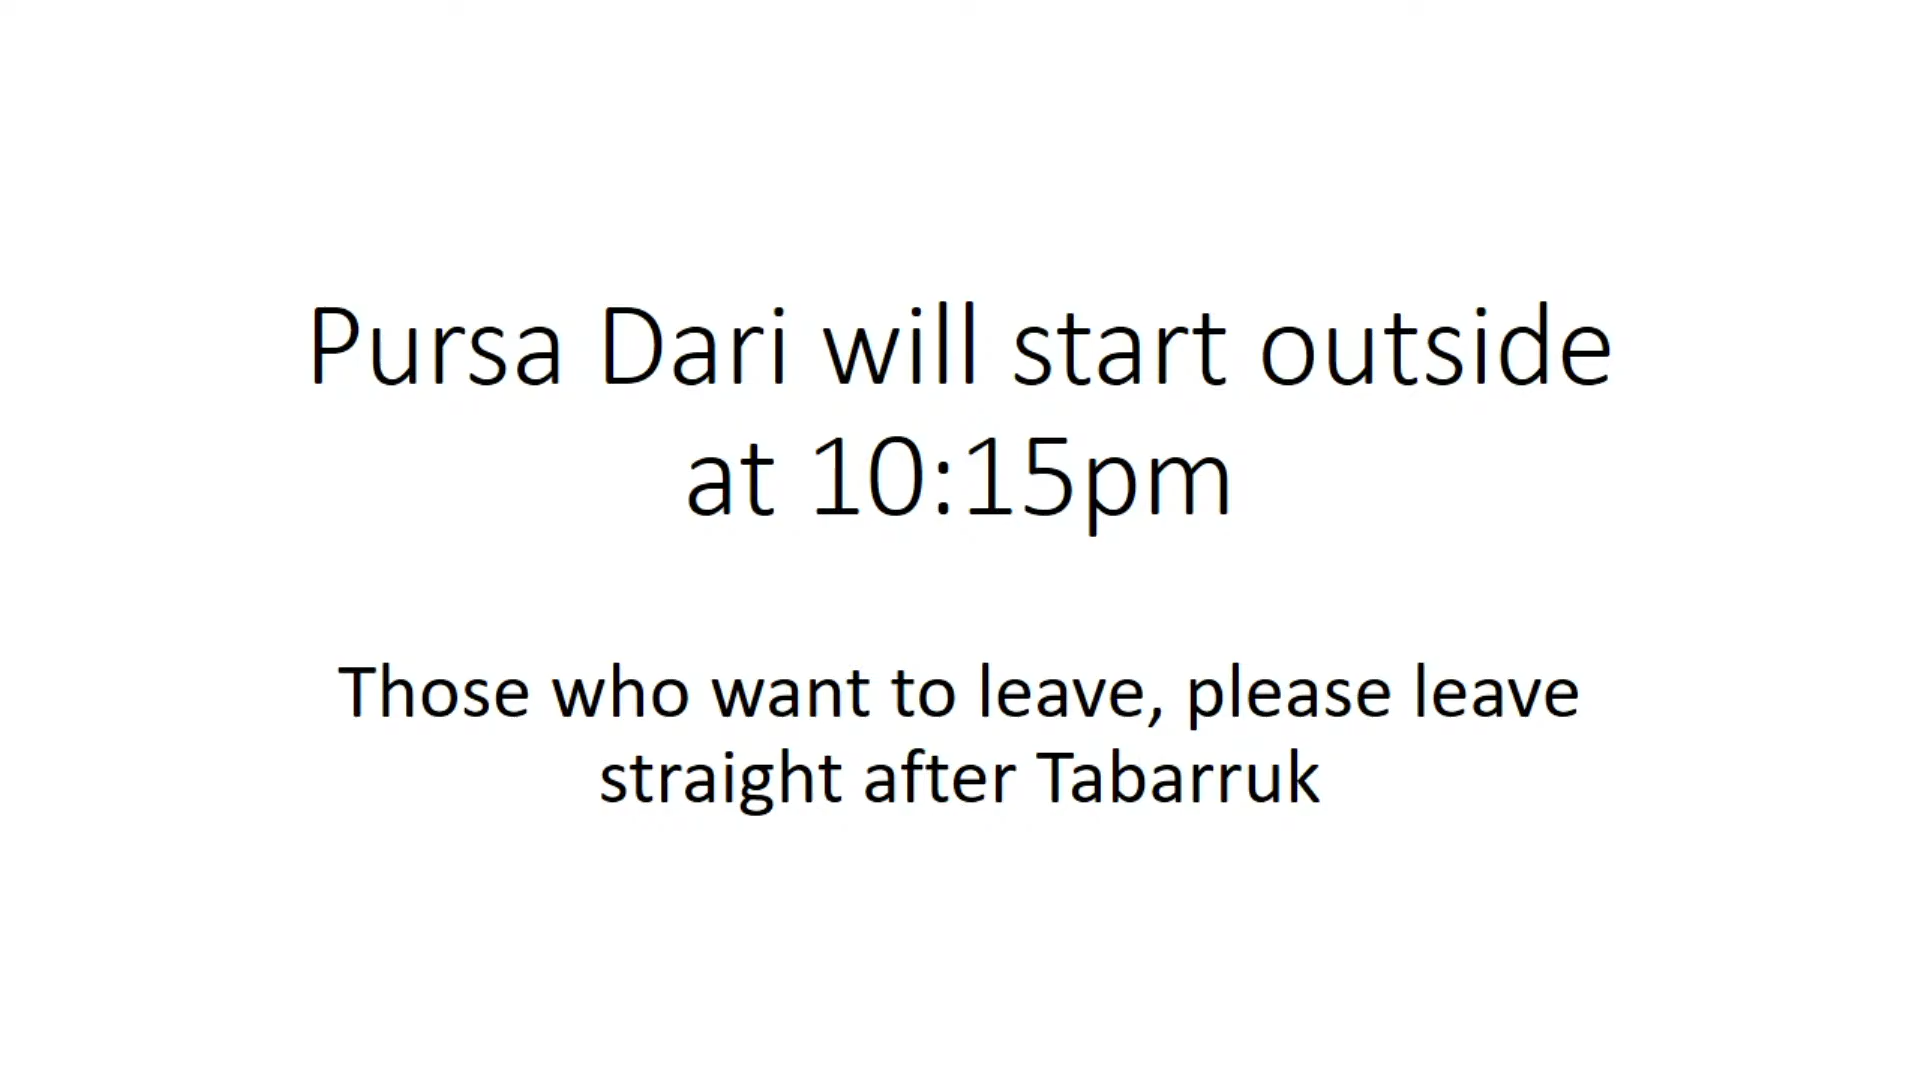 Pursa Dari will start outside
at 10:15pm
Those who want to leave, please leave
straight after Tabarruk